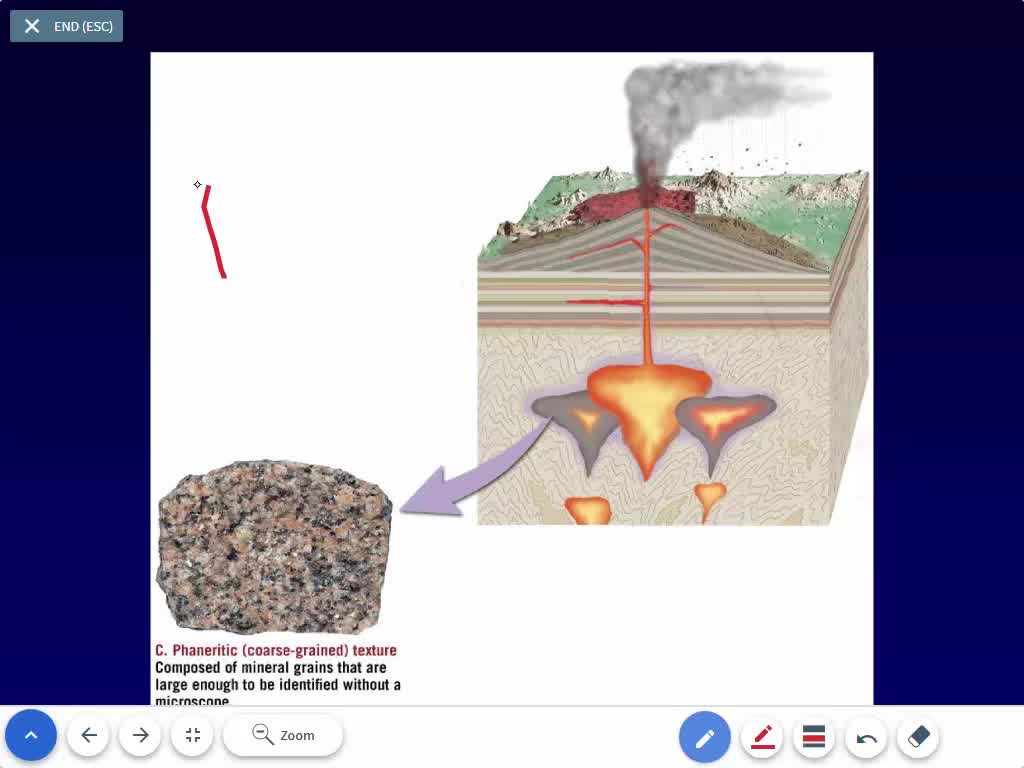 END (ESC)
C. Phaneritic (coarse-grained) texture
Composed of mineral grains that are
large enough to be identified without a
microscope.
Zoom